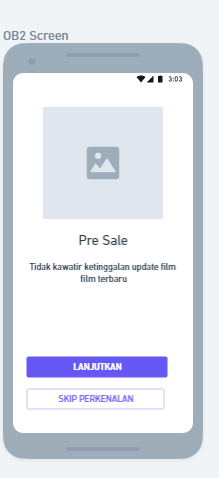 OB2 Screen
3:03
Pre Sale
Tidak kawatir ketinggalan update film
film terbaru
LANJUTKAN
SKIP PERKENALAN